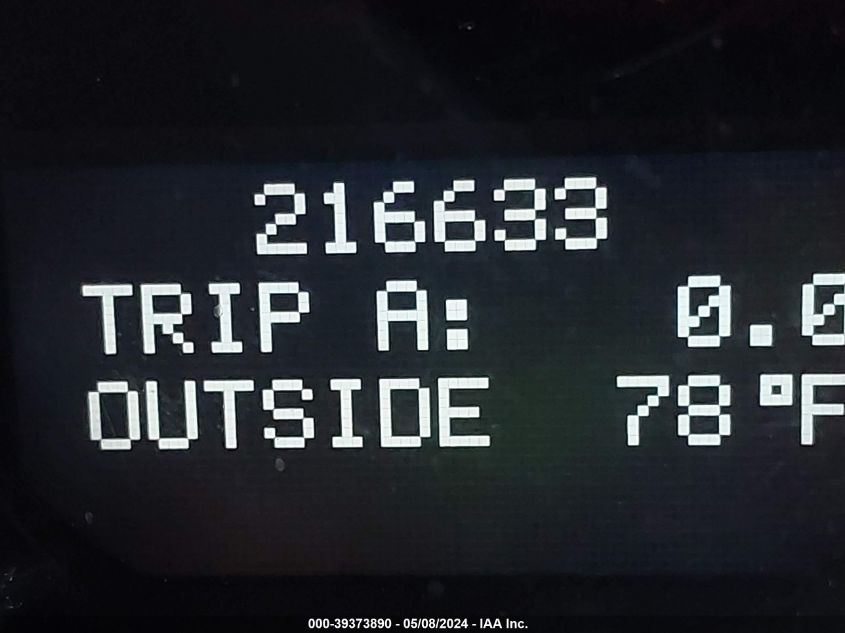 216633
TRIP A: 0.0
OUTSIDE 78°F
000-39373890 - 05/08/2024 - IAA Inc.